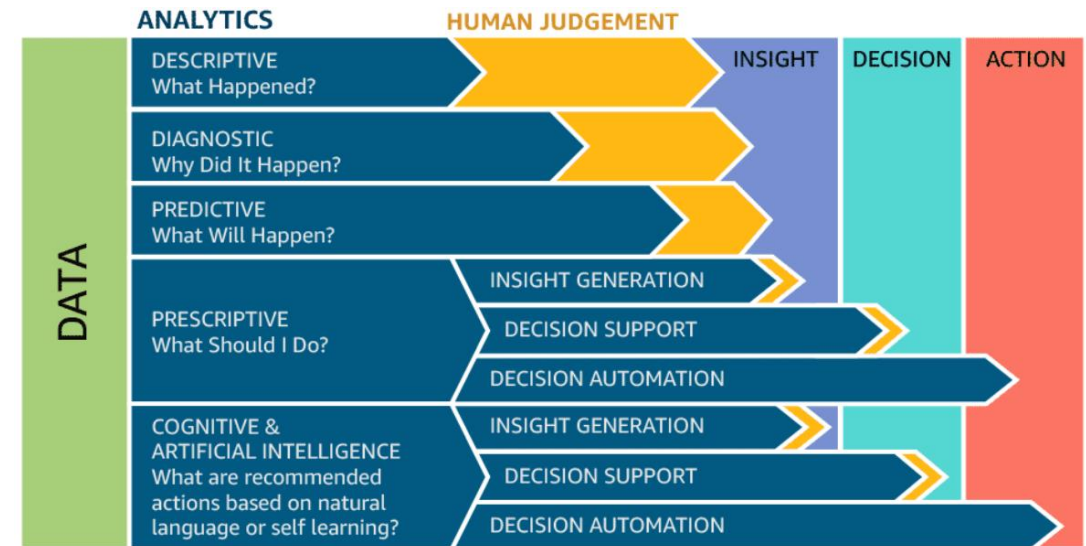 ANALYTICS
HUMAN JUDGEMENT
INSIGHT
DECISION
ACTION
DATA
DESCRIPTIVE
What Happened?
DIAGNOSTIC
Why Did It Happen?
PREDICTIVE
What Will Happen?
PRESCRIPTIVE
What Should I Do?
INSIGHT GENERATION
DECISION SUPPORT
DECISION AUTOMATION
COGNITIVE &
ARTIFICIAL INTELLIGENCE
What are recommended
actions based on natural
language or self learning?
INSIGHT GENERATION
DECISION SUPPORT
DECISION AUTOMATION